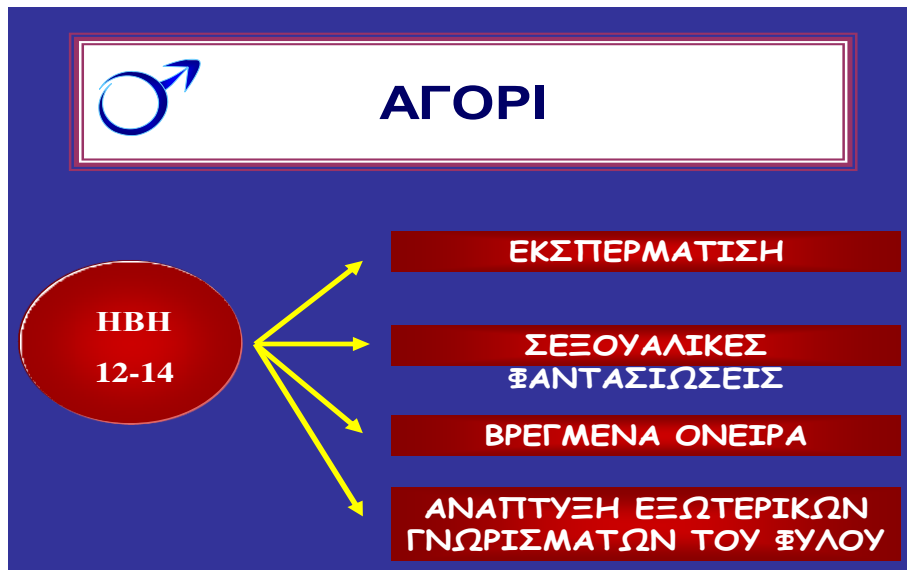 ΑΓΟΡΙ
ΗΒΗ
12-14
ΕΚΣΠΕΡΜΑΤΙΣΗ
ΣΕΞΟΥΑΛΙΚΕΣ
ΦΑΝΤΑΣΙΩΣΕΙΣ
ΒΡΕΓΜΕΝΑ ΟΝΕΙΡΑ
ΑΝΑΠΤΥΞΗ ΕΞΩΤΕΡΙΚΩΝ
ΓΝΩΡΙΣΜΑΤΩΝ ΤΟΥ ΦΥΛΟΥ